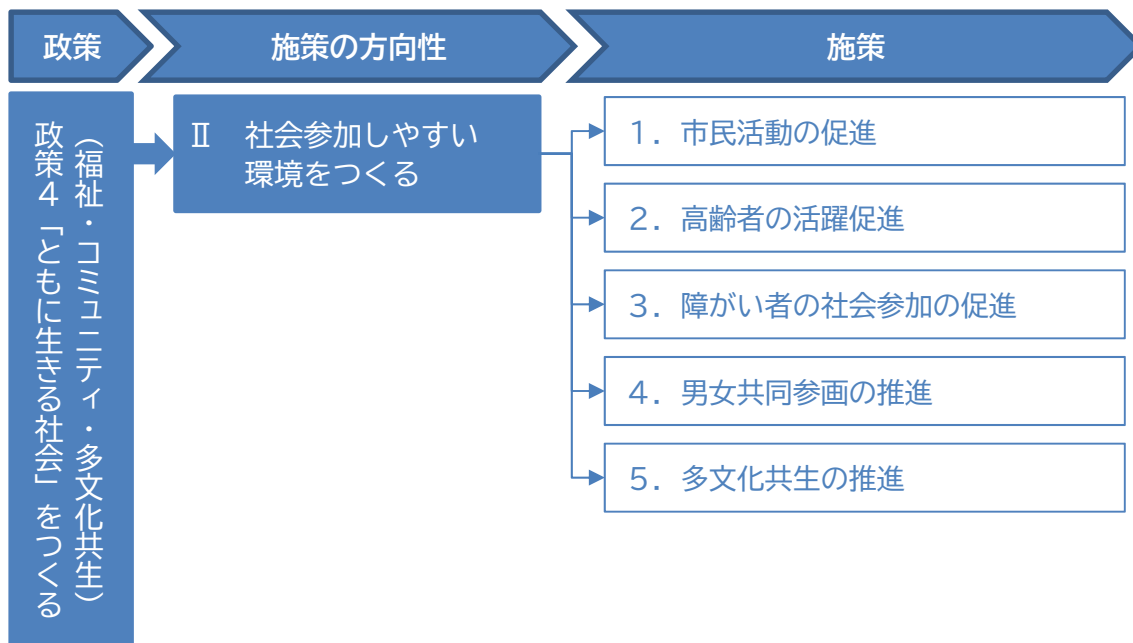 政策
施策の方向性
施策
政策４「ともに生きる社会」をつくる
（福祉・コミュニティ・多文化共生）
Ⅱ　社会参加しやすい
環境をつくる
１．市民活動の促進
２．高齢者の活躍促進
３．障がい者の社会参加の促進
４．男女共同参画の推進
５．多文化共生の推進